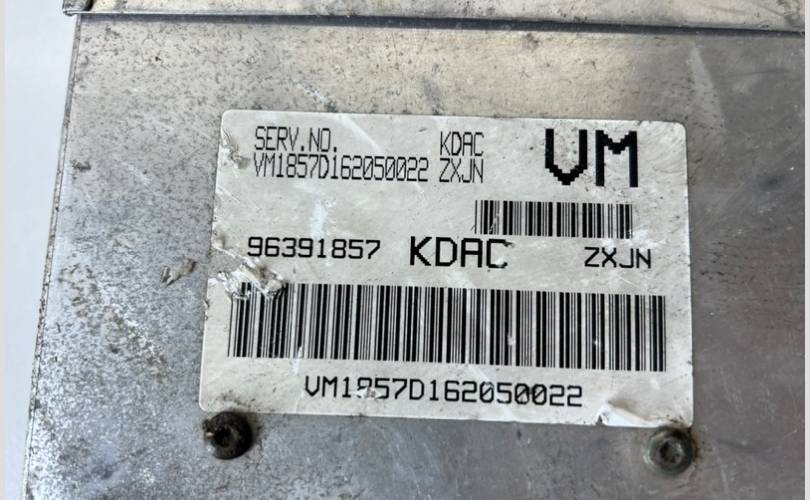 SERV.NO. KDAC VM
VM1857D162050022 ZXJN
96391857 KDAC ZXJN
VM1857D162050022